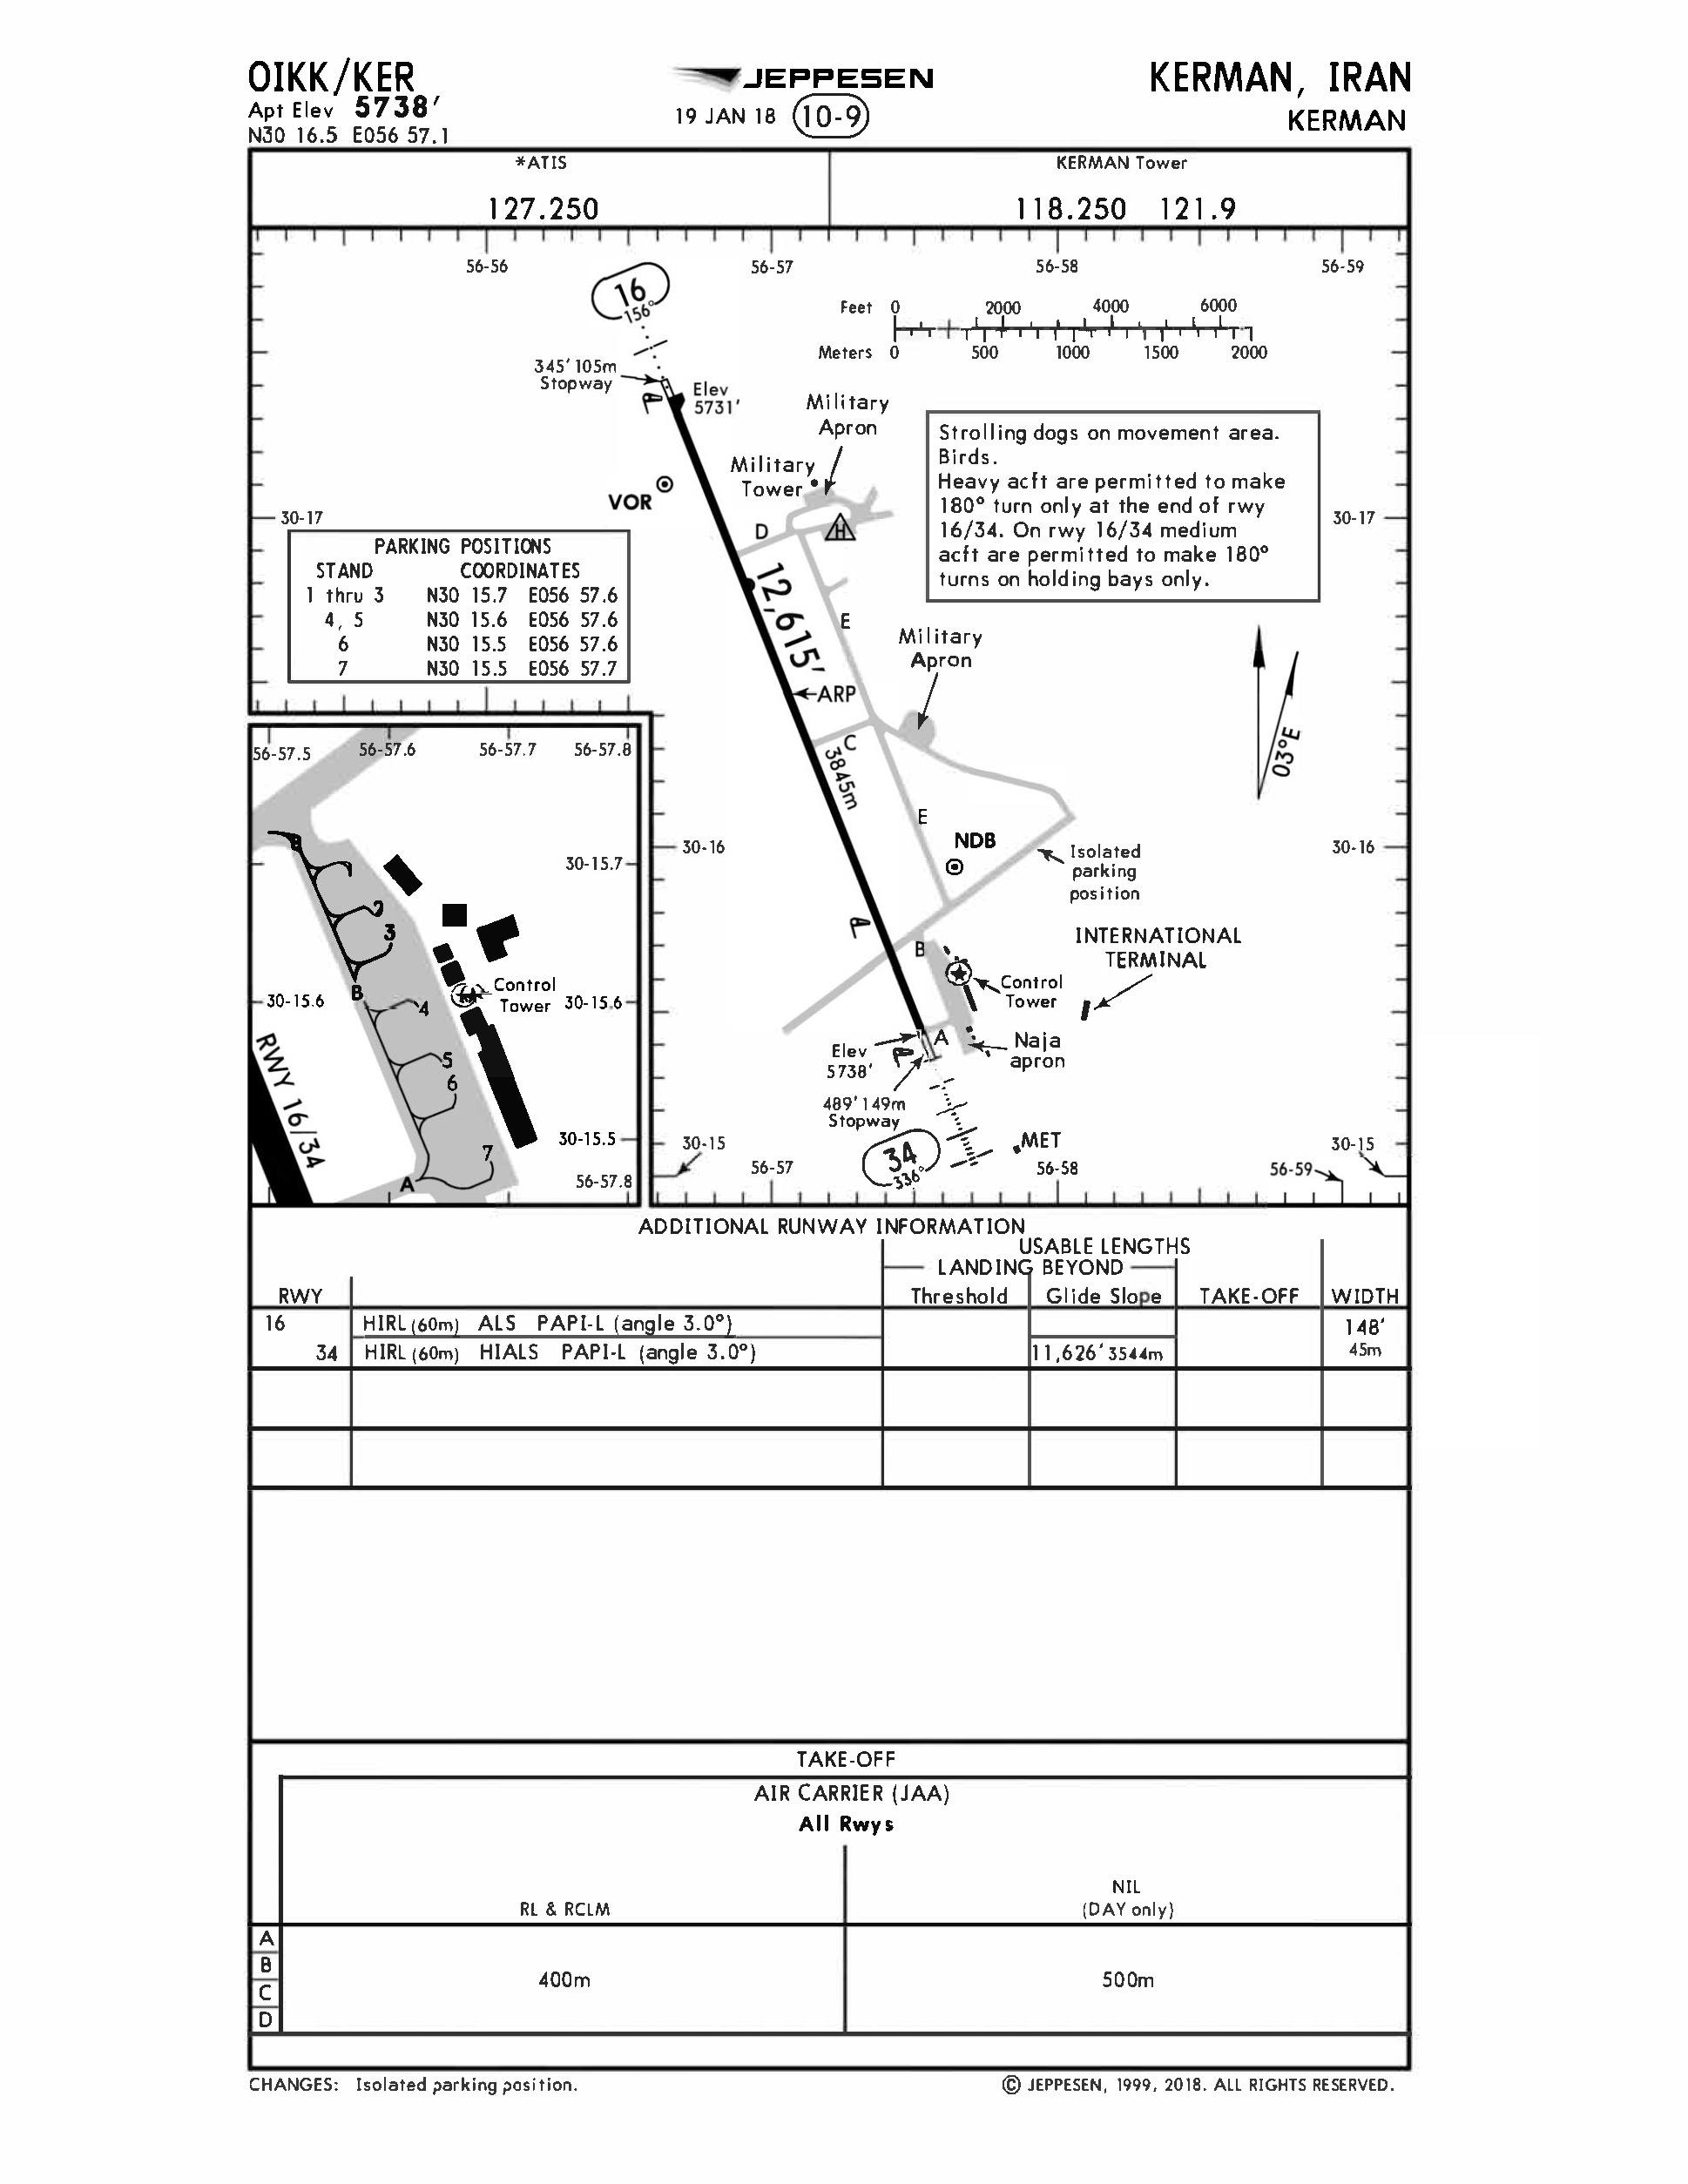 OIKK/KER
Apt Elev 5738'
N30 16.5 E056 57.1
JEPPESEN
19 JAN 18 10-9
KERMAN, IRAN
KERMAN
*ATIS
127.250
KERMAN Tower
118.250 121.9
56-56 56-57 56-58 56-59
16
156°
Feet 0 2000 4000 6000
Meters 0 500 1000 1500 2000
345' 105m
Stopway
Elev
5731'
Military
Apron
Military
Tower
VOR
Strolling dogs on movement area.
Birds.
Heavy acft are permitted to make
180° turn only at the end of rwy
16/34. On rwy 16/34 medium
acft are permitted to make 180°
turns on holding bays only.
30-17
30-17
D
H
PARKING POSITIONS
STAND COORDINATES
1 thru 3 N30 15.7 E056 57.6
4, 5 N30 15.6 E056 57.6
6 N30 15.5 E056 57.6
7 N30 15.5 E056 57.7
12,615'
E
Military
Apron
ARP
C
3845m
03°E
E
NDB
30-16
30-16
Isolated
parking
position
B
INTERNATIONAL
TERMINAL
Control
Tower
A
Naja
apron
Elev
5738'
489' 149m
Stopway
34
336°
MET
30-15
30-15
56-57 56-58 56-59
56-57.5 56-57.6 56-57.7 56-57.8
B
1
30-15.7
2
3
B
4
Control
Tower
30-15.6
30-15.6
5
6
RWY 16/34
30-15.5
7
A
56-57.8
ADDITIONAL RUNWAY INFORMATION
USABLE LENGTHS
LANDING BEYOND
RWY Threshold Glide Slope TAKE-OFF WIDTH
16 HIRL (60m) ALS PAPI-L (angle 3.0°) 148'
34 HIRL (60m) HIALS PAPI-L (angle 3.0°) 11,626' 3544m 45m
TAKE-OFF
AIR CARRIER (JAA)
All Rwys
RL & RCLM
NIL
(DAY only)
A
B
C
D
400m 500m
CHANGES: Isolated parking position.
© JEPPESEN, 1999, 2018. ALL RIGHTS RESERVED.